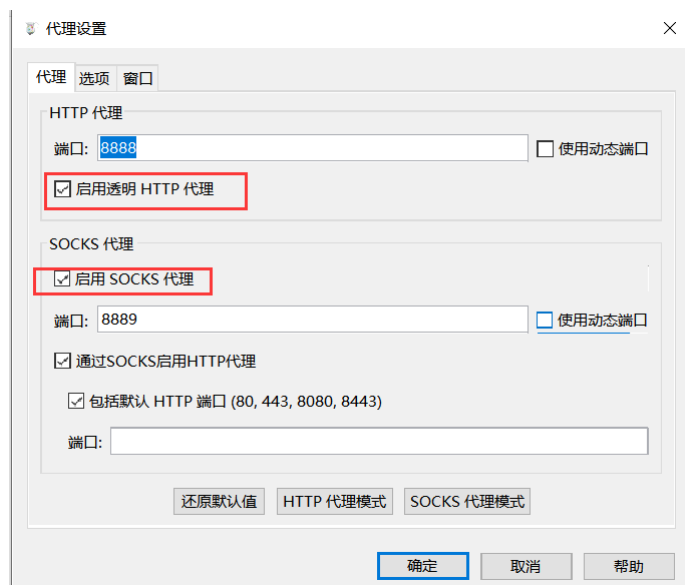 代理设置
代理 选项 窗口
HTTP 代理
端口: 8888 使用动态端口
启用透明 HTTP 代理
SOCKS 代理
启用 SOCKS 代理
端口: 8889 使用动态端口
通过SOCKS启用HTTP代理
包括默认 HTTP 端口 (80, 443, 8080, 8443)
端口:
还原默认值 HTTP 代理模式 SOCKS 代理模式
确定 取消 帮助